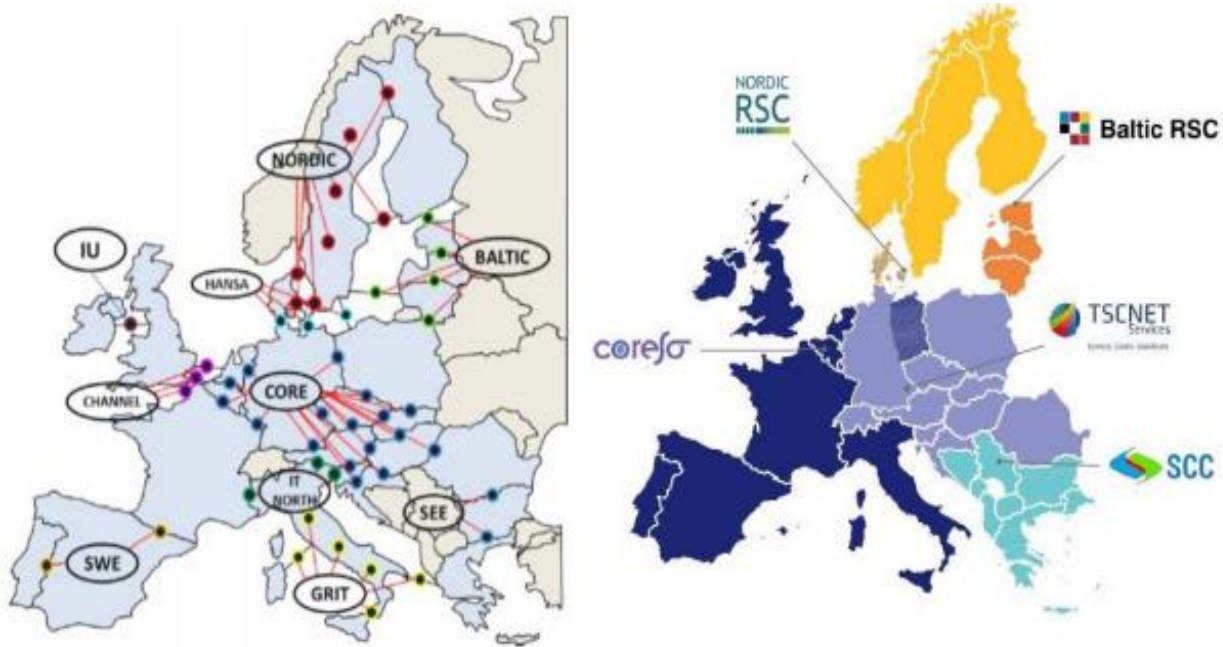 NORDIC
IU
HANSA
BALTIC
CHANNEL
CORE
IT
NORTH
SEE
SWE
GRIT
NORDIC
RSC
Baltic RSC
coreso
TSCNET
Services
SCC